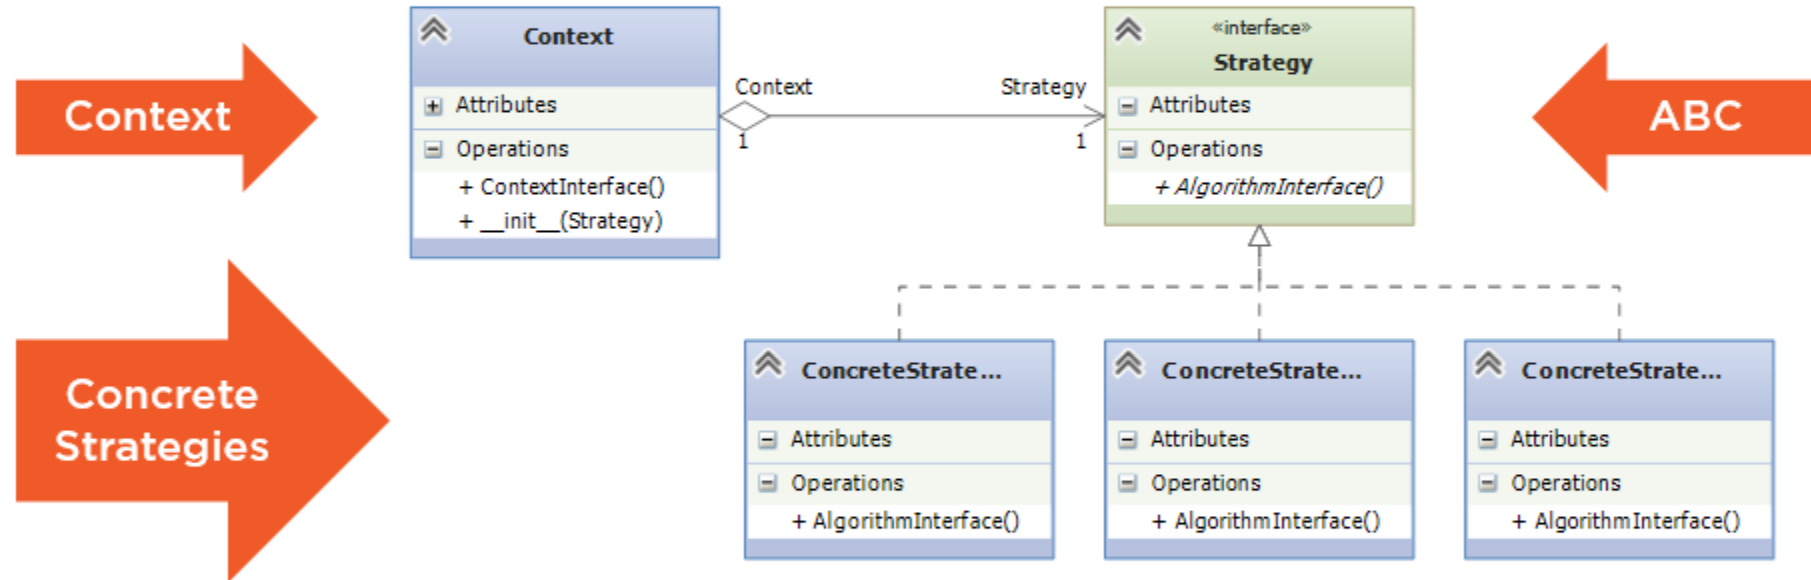 Context
Context
Attributes
Operations
+ ContextInterface()
+ __init__(Strategy)
Context
1
Strategy
1
«interface»
Strategy
Attributes
Operations
+ AlgorithmInterface()
ABC
Concrete
Strategies
ConcreteStrate...
Attributes
Operations
+ AlgorithmInterface()
ConcreteStrate...
Attributes
Operations
+ AlgorithmInterface()
ConcreteStrate...
Attributes
Operations
+ AlgorithmInterface()